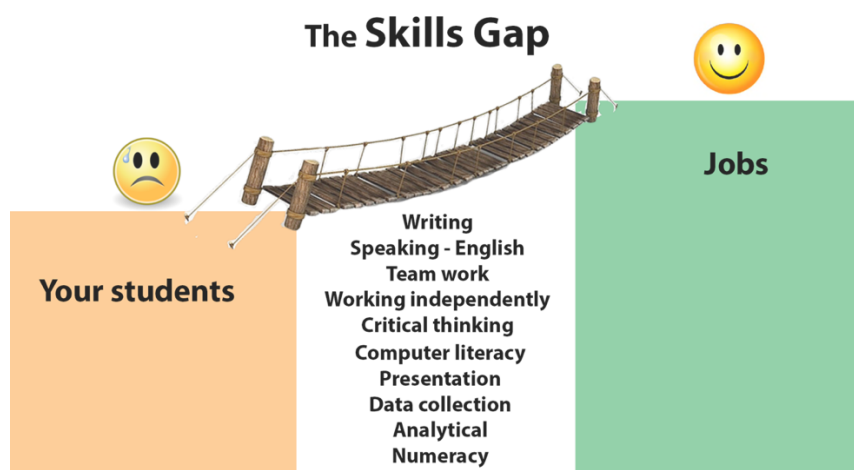 The Skills Gap
Jobs
Your students
Writing
Speaking - English
Team work
Working independently
Critical thinking
Computer literacy
Presentation
Data collection
Analytical
Numeracy